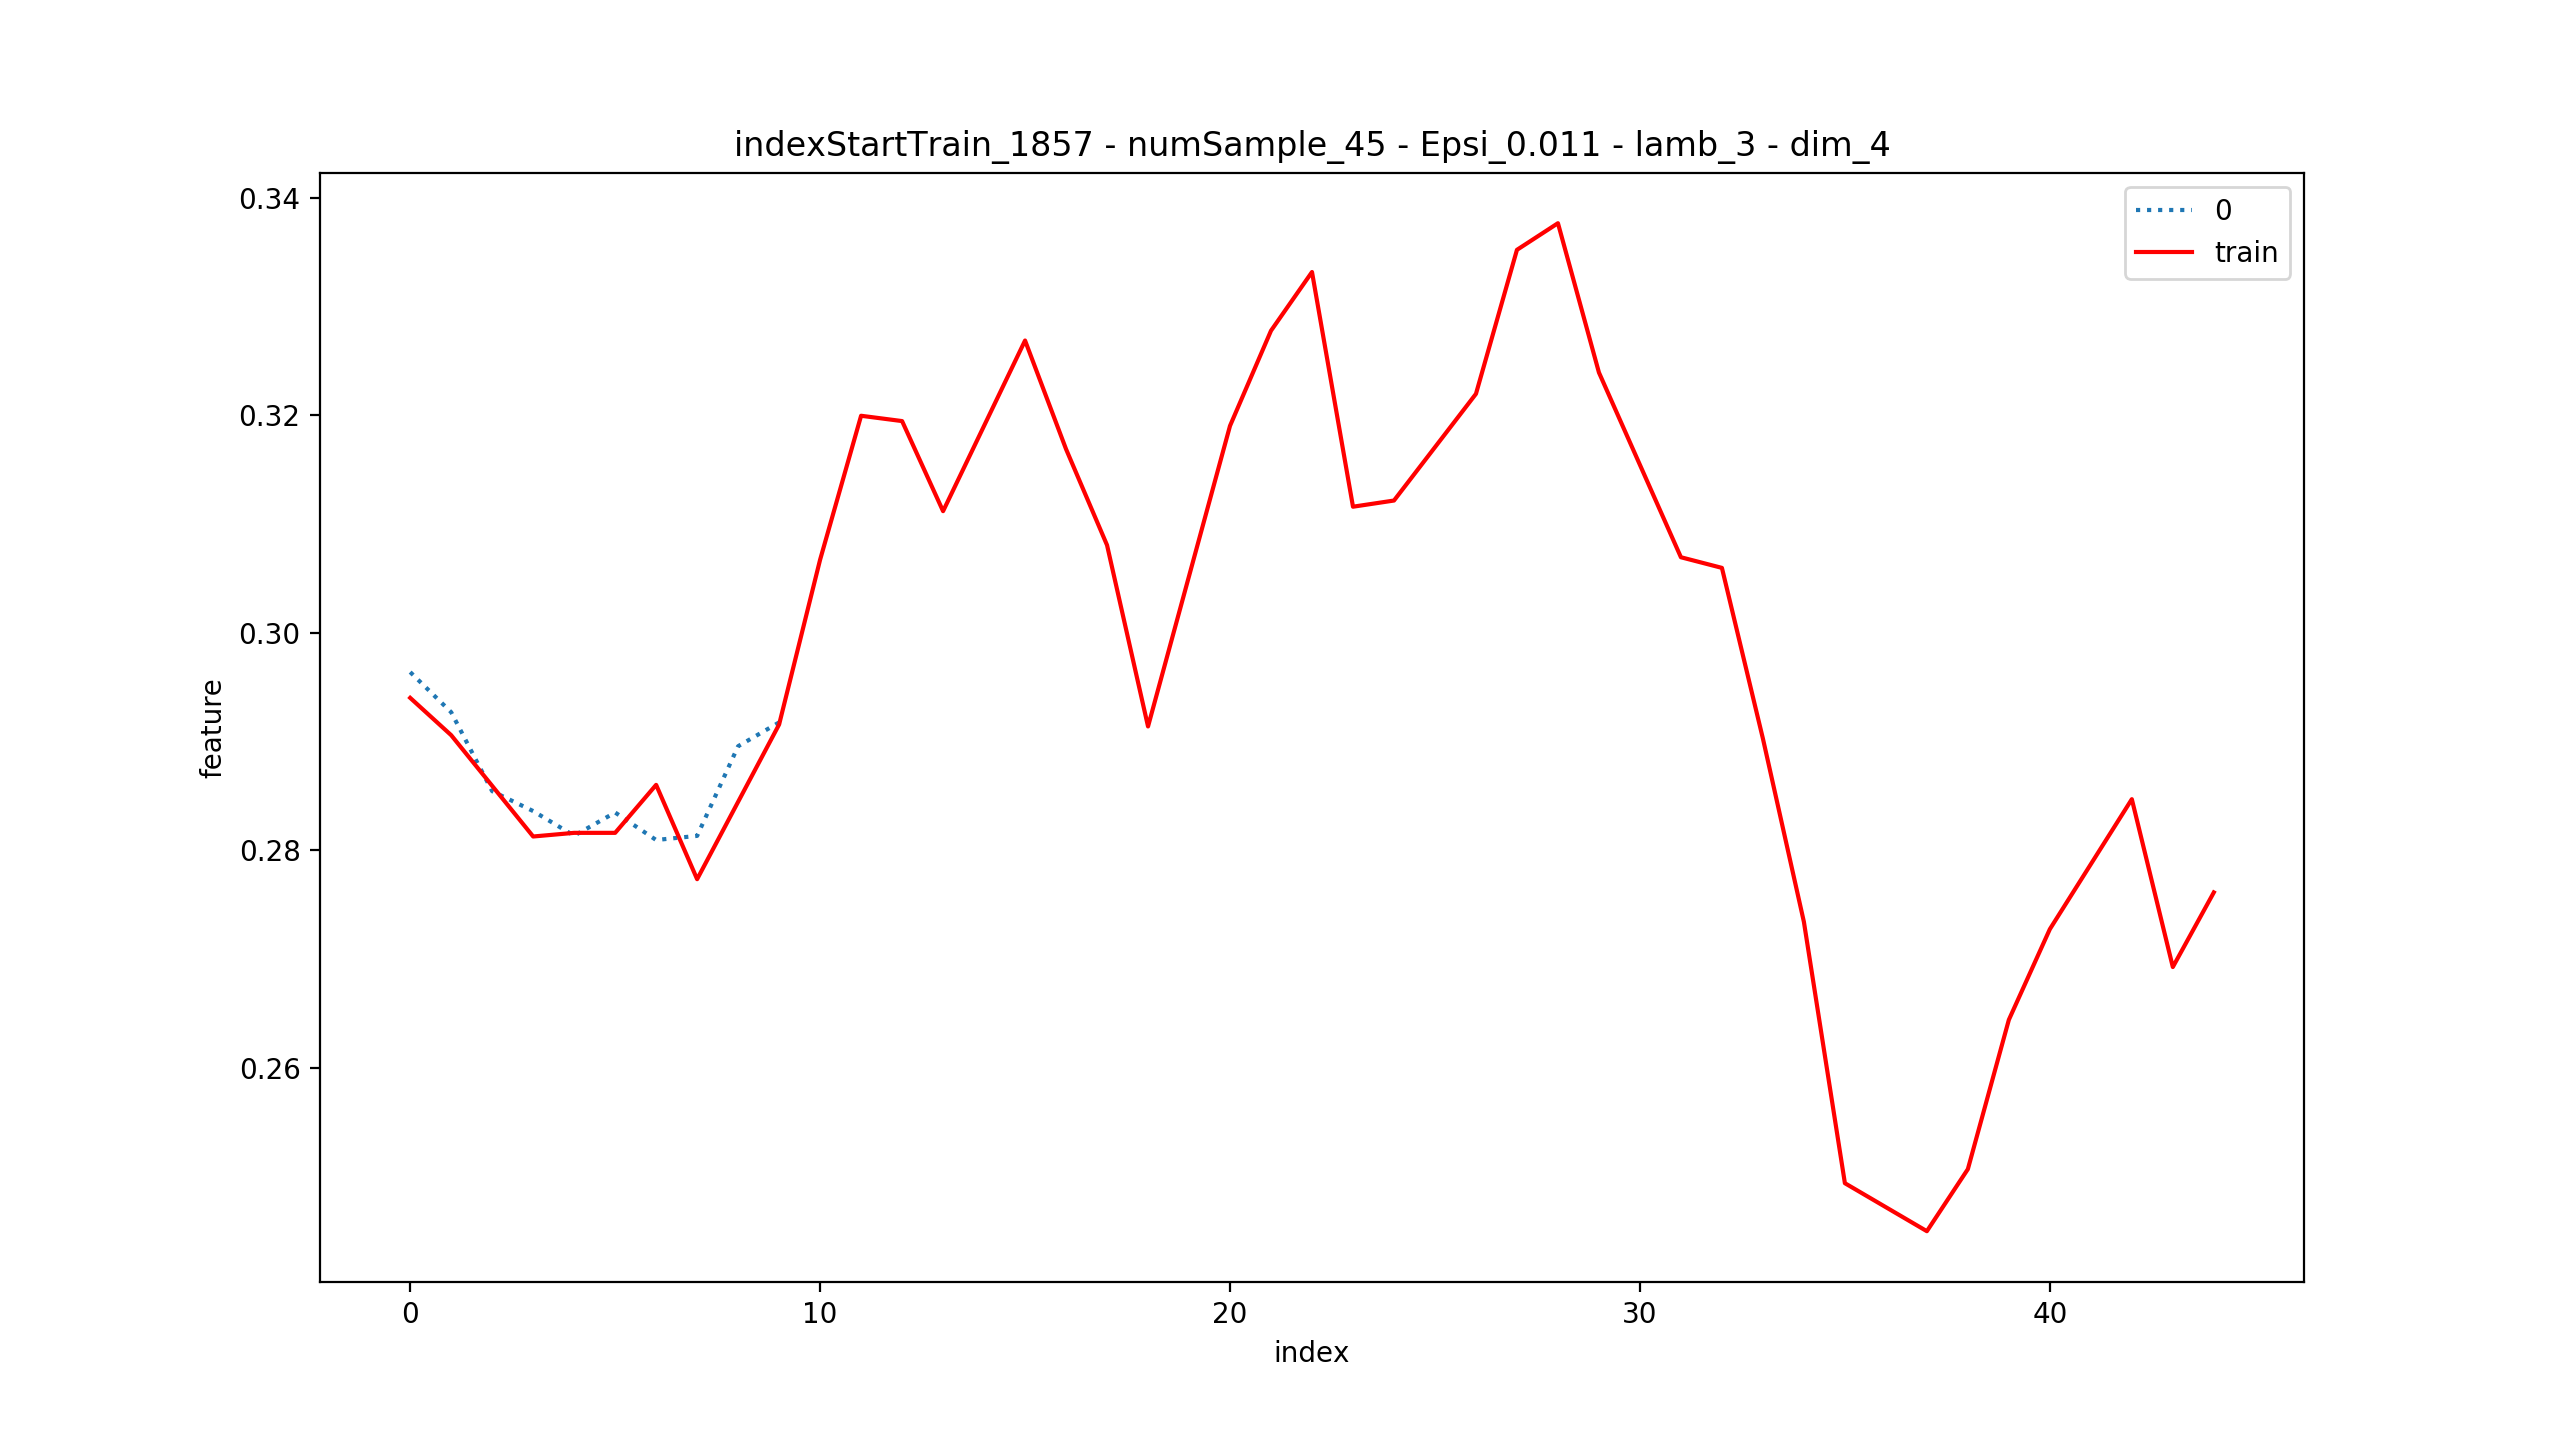 indexStartTrain_1857 - numSample_45 - Epsi_0.011 - lamb_3 - dim_4
0
train
0.34
0.32
0.30
0.28
0.26
feature
0 10 20 30 40
index